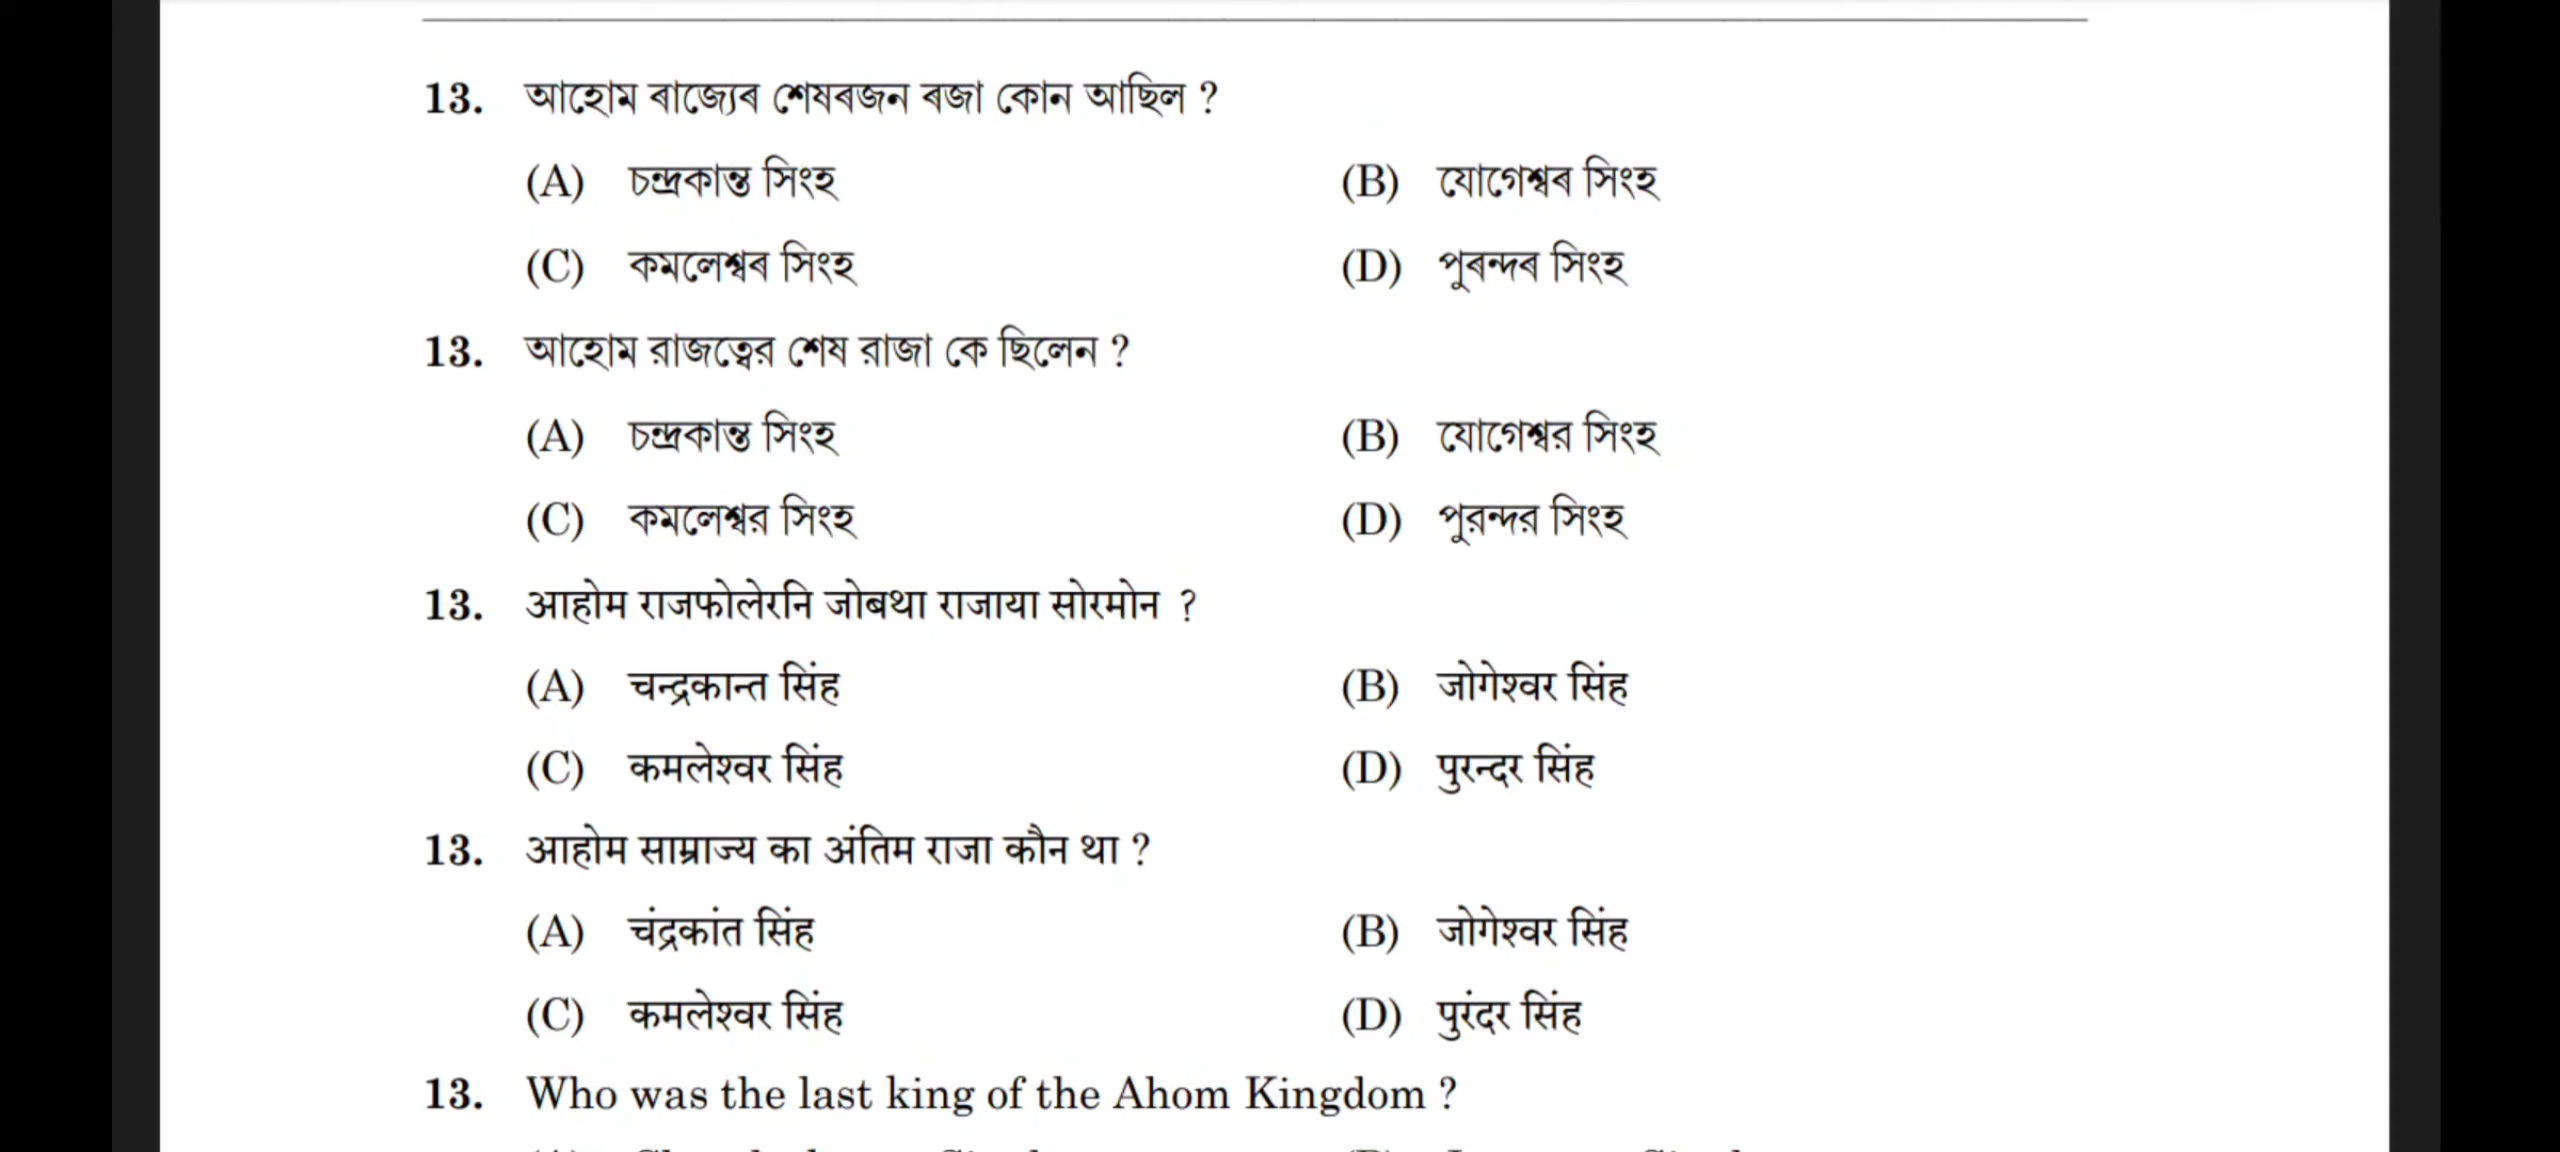 13. আহোম ৰাজ্যেৰ শেষৰজন ৰজা কোন আছিল ?
(A) চন্দ্ৰকান্ত সিংহ (B) যোগেশ্বৰ সিংহ
(C) কমলেশ্বৰ সিংহ (D) পুৰন্দৰ সিংহ
13. আহোম রাজত্বের শেষ রাজা কে ছিলেন ?
(A) চন্দ্রকান্ত সিংহ (B) যোগেশ্বর সিংহ
(C) কমলেশ্বর সিংহ (D) পুরন্দর সিংহ
13. आहोम राजफोलेरनि जोबथा राजाया सोरमोन ?
(A) चन्द्रकान्त सिंह (B) जोगेश्वर सिंह
(C) कमलेश्वर सिंह (D) पुरन्दर सिंह
13. आहोम साम्राज्य का अंतिम राजा कौन था ?
(A) चंद्रकांत सिंह (B) जोगेश्वर सिंह
(C) कमलेश्वर सिंह (D) पुरंदर सिंह
13. Who was the last king of the Ahom Kingdom ?